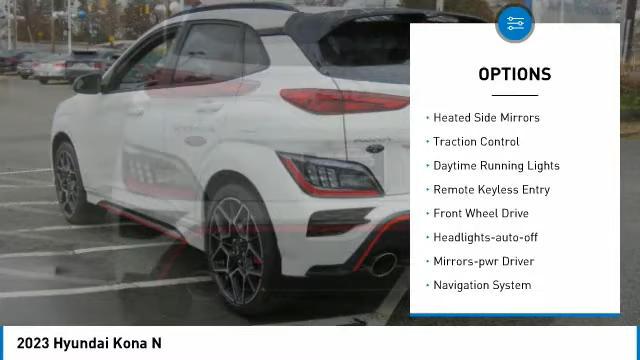 OPTIONS
• Heated Side Mirrors
• Traction Control
• Daytime Running Lights
• Remote Keyless Entry
• Front Wheel Drive
• Headlights-auto-off
• Mirrors-pwr Driver
• Navigation System
2023 Hyundai Kona N